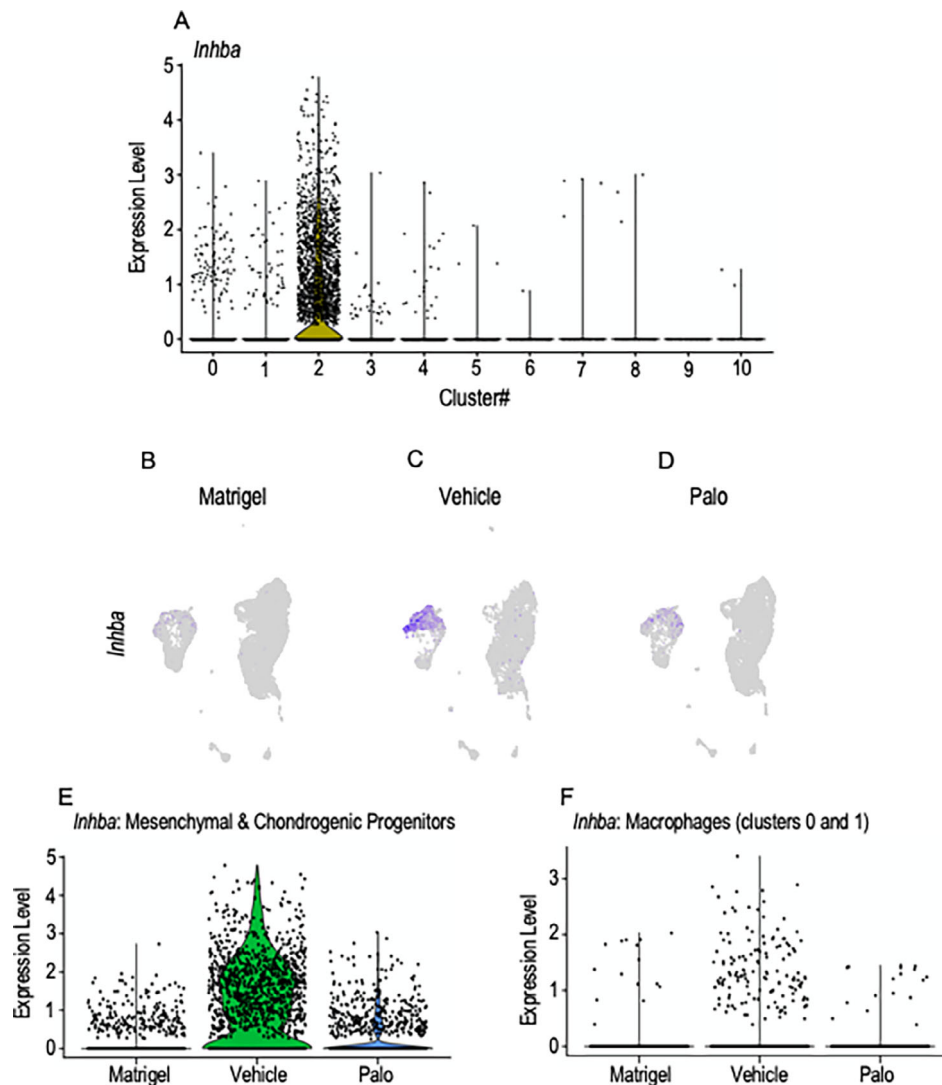 A
Inhba
5
4
3
2
1
0
Expression Level
0 1 2 3 4 5 6 7 8 9 10
Cluster#
B C D
Matrigel Vehicle Palo
Inhba
E
Inhba: Mesenchymal & Chondrogenic Progenitors
5
4
3
2
1
0
Expression Level
Matrigel Vehicle Palo
F
Inhba: Macrophages (clusters 0 and 1)
3
2
1
0
Expression Level
Matrigel Vehicle Palo